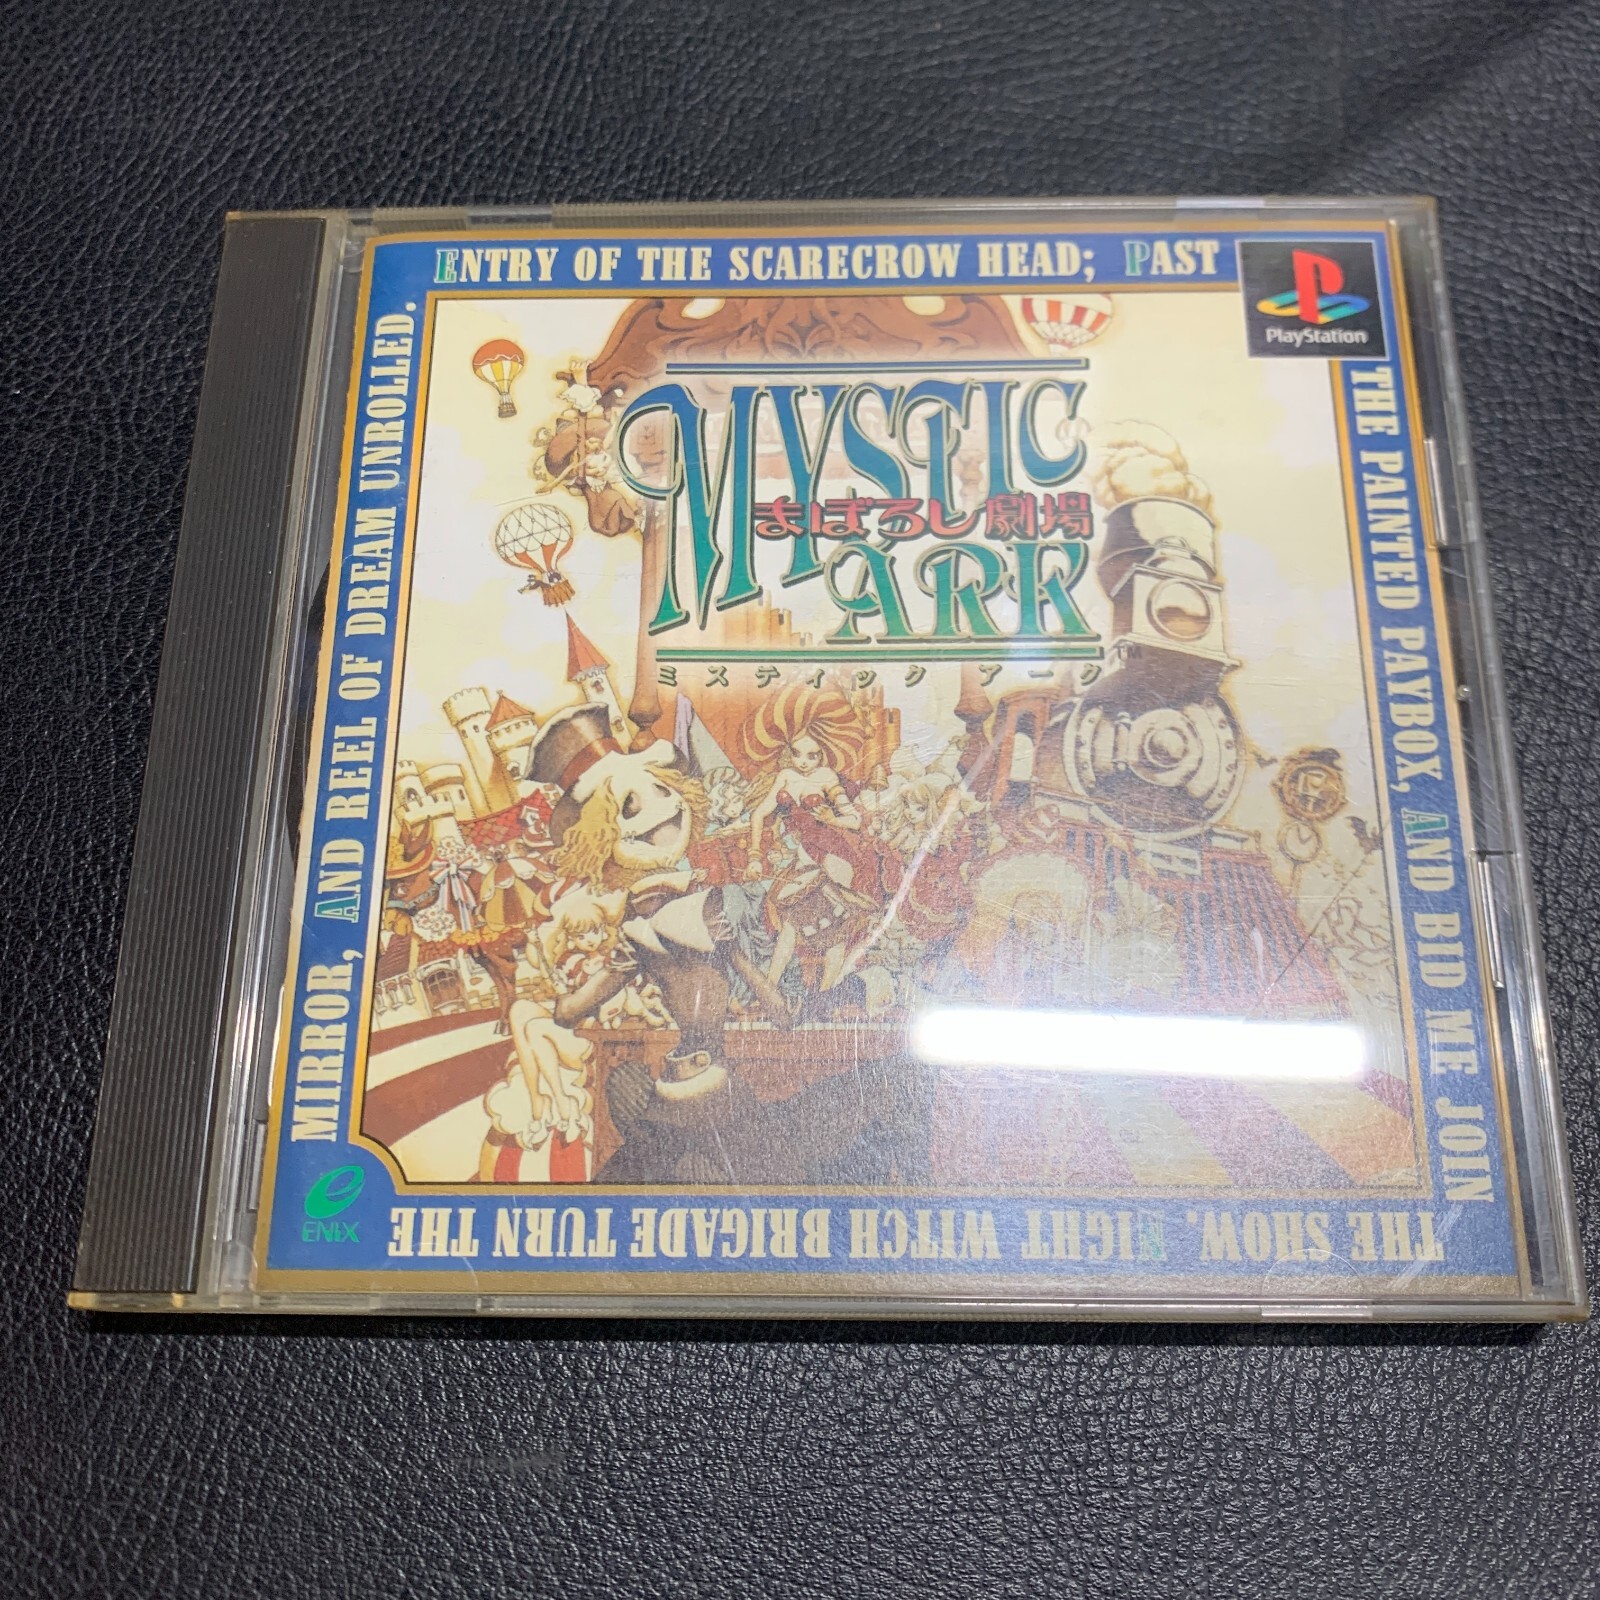 ENTRY OF THE SCARECROW HEAD; PAST
THE PAINTED PAYBOX, AND BID ME JOIN
THE SHOW. NIGHT WITCH BRIGADE TURN THE
MIRROR, AND REEL OF DREAM UNROLLED.
PlayStation
MYSTIC
まぼろし劇場
ARK
TM
ミスティックアーク
ENIX